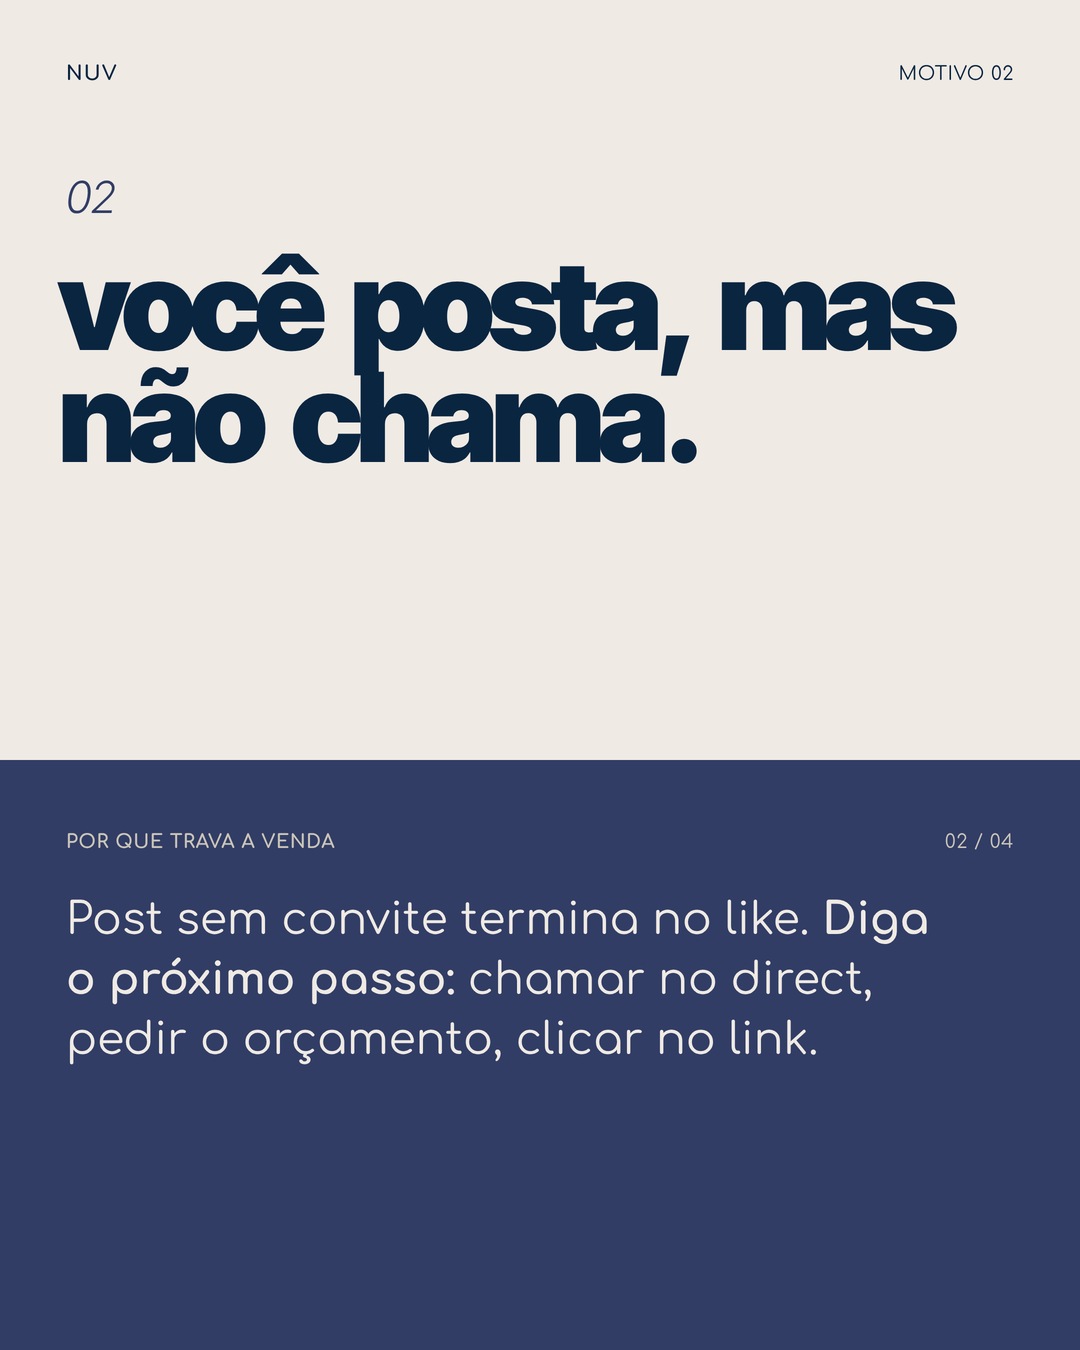 NUV
MOTIVO 02
02
você posta, mas
não chama.
POR QUE TRAVA A VENDA
02 / 04
Post sem convite termina no like. Diga
o próximo passo: chamar no direct,
pedir o orçamento, clicar no link.